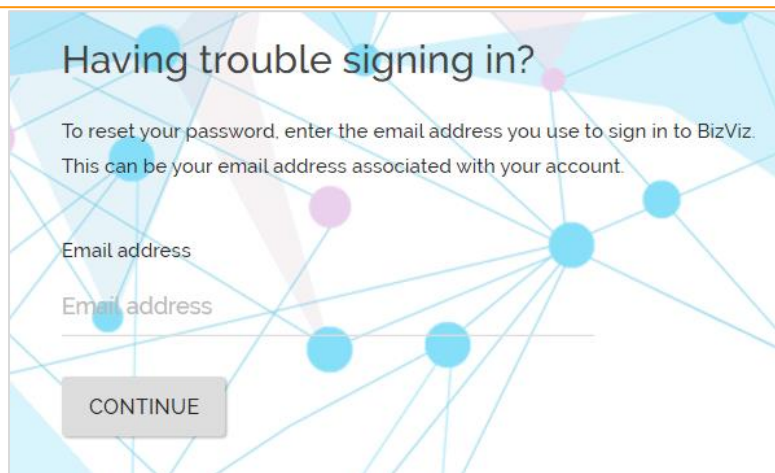 Having trouble signing in?
To reset your password, enter the email address you use to sign in to BizViz.
This can be your email address associated with your account.
Email address
Email address
CONTINUE